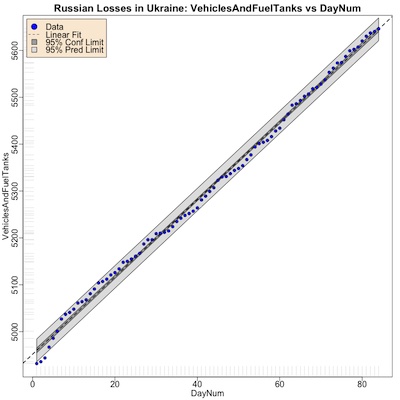 Russian Losses in Ukraine: VehiclesAndFuelTanks vs DayNum
Data
Linear Fit
95% Conf Limit
95% Pred Limit
VehiclesAndFuelTanks
5600
5500
5400
5300
5200
5100
5000
0 20 40 60 80
DayNum